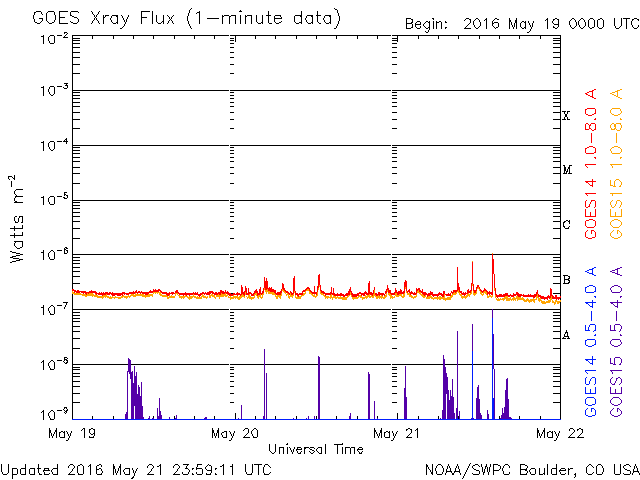 GOES Xray Flux (1-minute data)
Begin: 2016 May 19 0000 UTC
10-2
10-3
10-4
10-5
10-6
10-7
10-8
10-9
Watts m-2
X
M
C
B
A
GOES14 1.0-8.0 A
GOES15 1.0-8.0 A
GOES14 0.5-4.0 A
GOES15 0.5-4.0 A
May 19 May 20 May 21 May 22
Universal Time
Updated 2016 May 21 23:59:11 UTC
NOAA/SWPC Boulder, CO USA